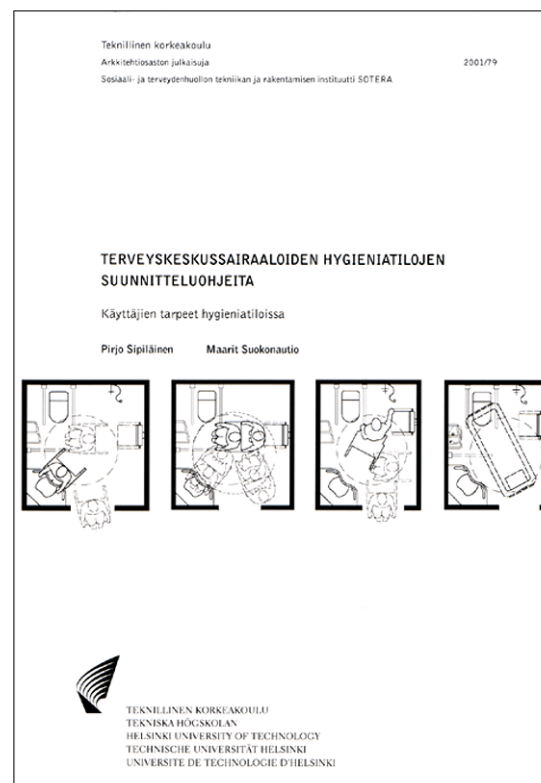 Teknillinen korkeakoulu
Arkkitehtiosaston julkaisuja 2001/79
Sosiaali- ja terveydenhuollon tekniikan ja rakentamisen instituutti SOTERA
TERVEYSKESKUSSAIRAALOIDEN HYGIENIATILOJEN
SUUNNITTELUOHJEITA
Käyttäjien tarpeet hygieniatiloissa
Pirjo Sipiläinen Maarit Suokonautio
TEKNILLINEN KORKEAKOULU
TEKNISKA HÖGSKOLAN
HELSINKI UNIVERSITY OF TECHNOLOGY
TECHNISCHE UNIVERSITÄT HELSINKI
UNIVERSITE DE TECHNOLOGIE D'HELSINKI